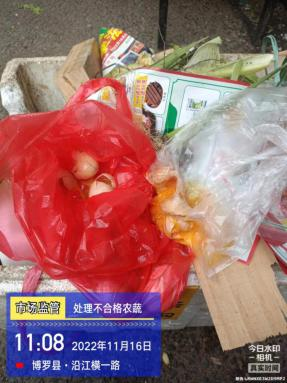 市场监管 处理不合格农蔬
11:08 2022年11月16日
博罗县·沿江模一路
今日水印
-相机-
真实时间